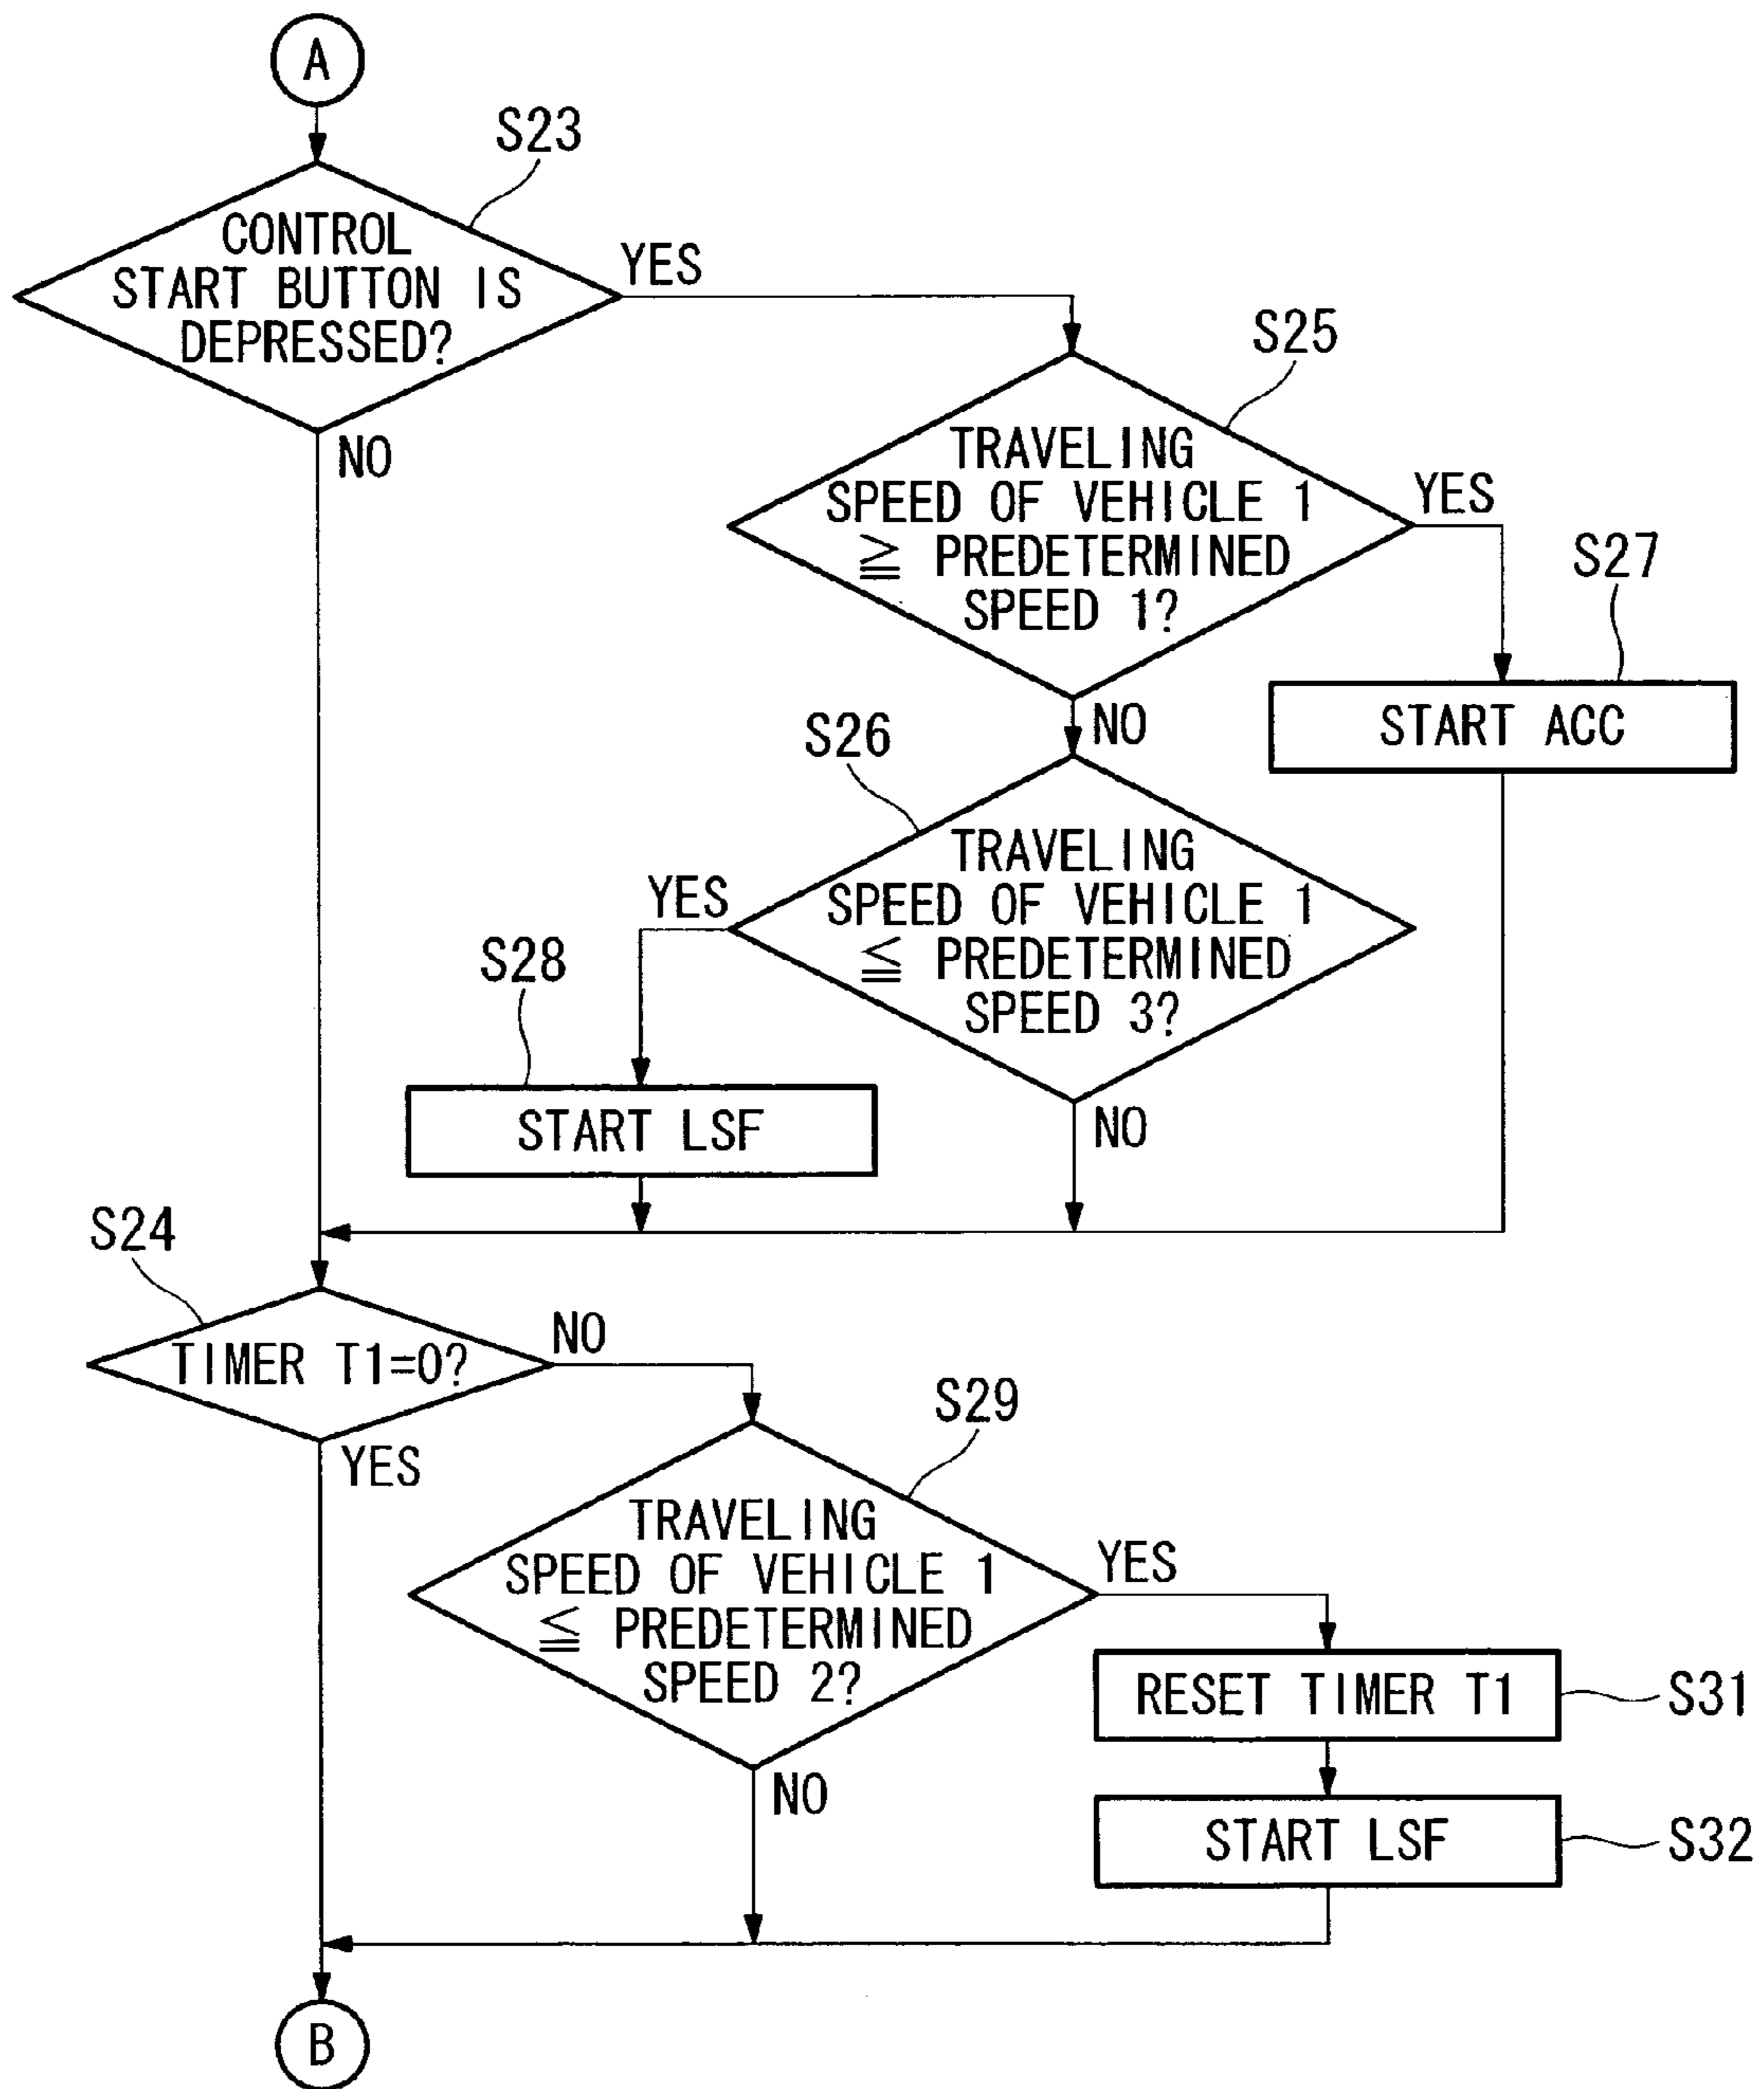 A
S23
CONTROL
START BUTTON IS
DEPRESSED?
YES
NO
S25
TRAVELING
SPEED OF VEHICLE 1
≧ PREDETERMINED
SPEED 1?
YES
NO
S27
START ACC
S26
TRAVELING
SPEED OF VEHICLE 1
≦ PREDETERMINED
SPEED 3?
YES
NO
S28
START LSF
S24
TIMER T1=0?
NO
YES
S29
TRAVELING
SPEED OF VEHICLE 1
≦ PREDETERMINED
SPEED 2?
YES
NO
RESET TIMER T1
S31
START LSF
S32
B